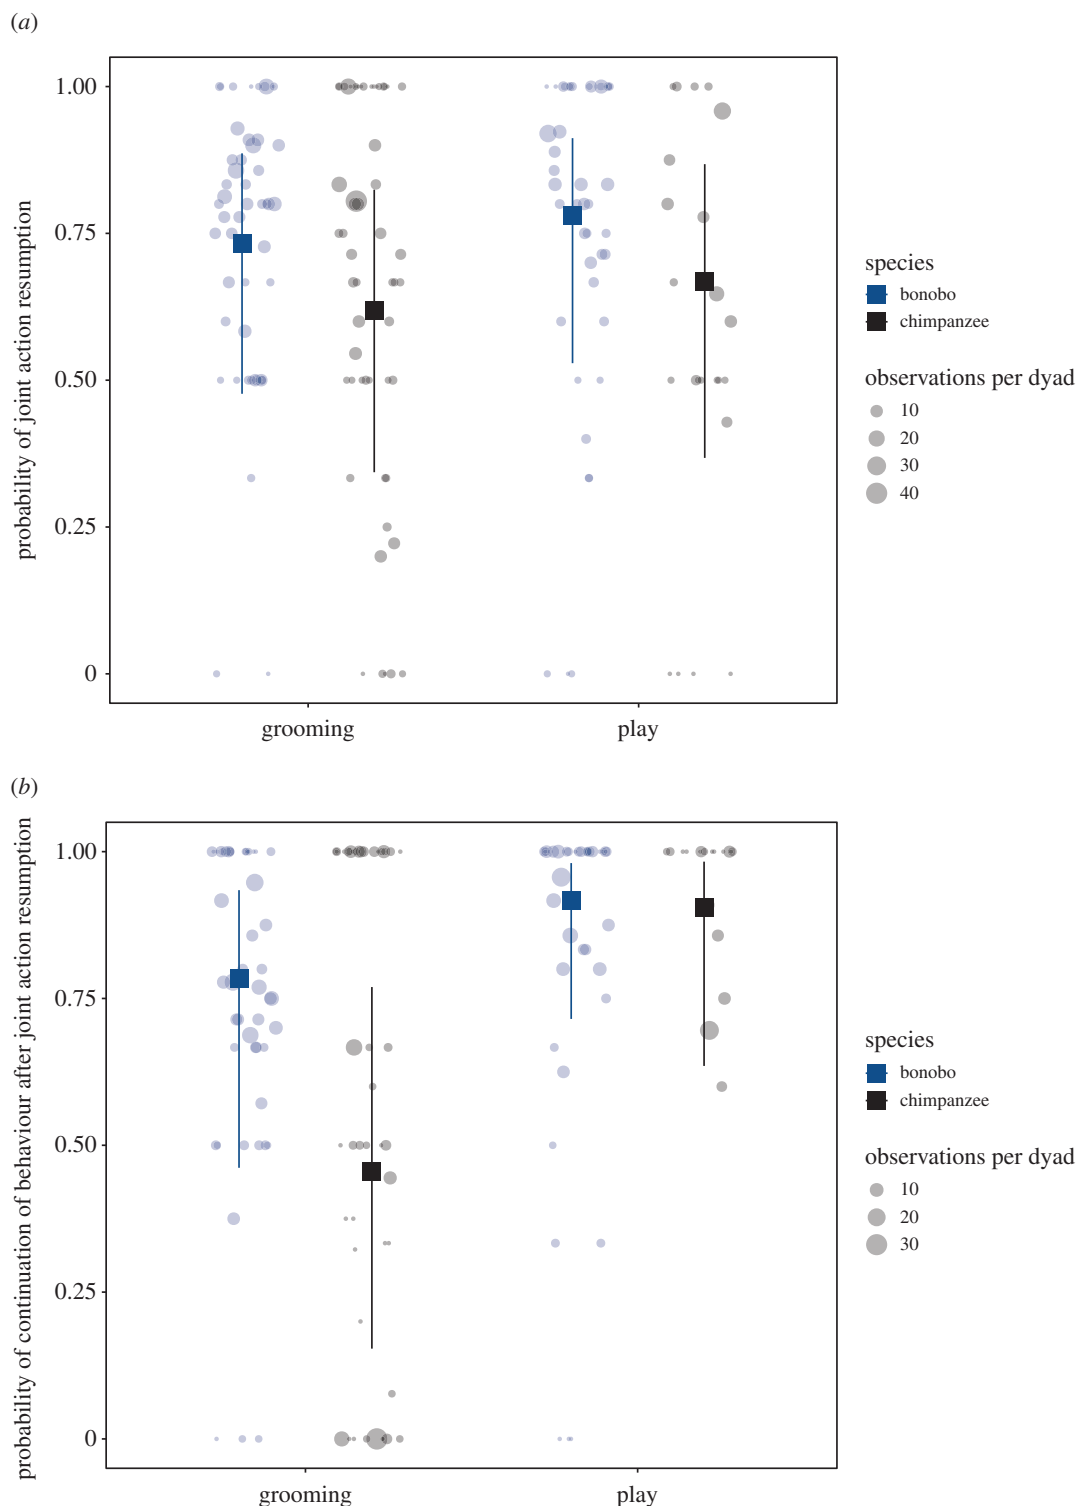 (a)
probability of joint action resumption
1.00
0.75
0.50
0.25
0
grooming play
species
bonobo
chimpanzee
observations per dyad
10
20
30
40
(b)
probability of continuation of behaviour after joint action resumption
1.00
0.75
0.50
0.25
0
grooming play
species
bonobo
chimpanzee
observations per dyad
10
20
30